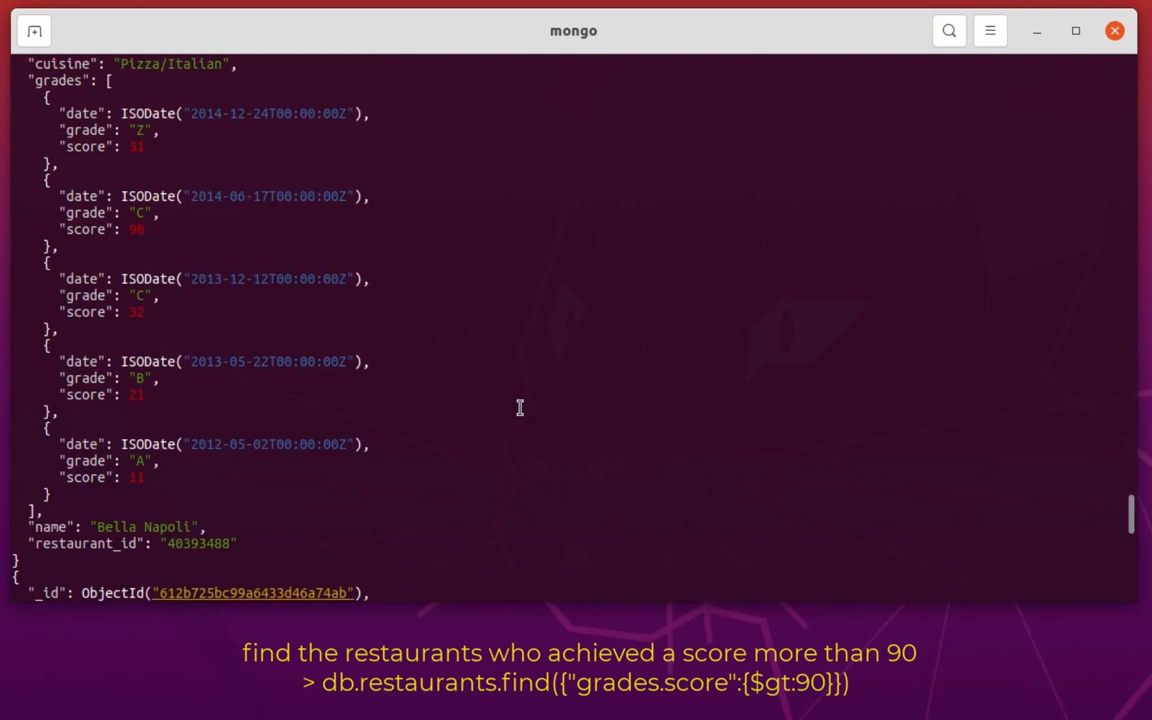 mongo
"cuisine": "Pizza/Italian",
"grades": [
{
"date": ISODate("2014-12-24T00:00:00Z"),
"grade": "Z",
"score": 31
},
{
"date": ISODate("2014-06-17T00:00:00Z"),
"grade": "C",
"score": 98
},
{
"date": ISODate("2013-12-12T00:00:00Z"),
"grade": "C",
"score": 32
},
{
"date": ISODate("2013-05-22T00:00:00Z"),
"grade": "B",
"score": 21
},
{
"date": ISODate("2012-05-02T00:00:00Z"),
"grade": "A",
"score": 11
}
],
"name": "Bella Napoli",
"restaurant_id": "40393488"
}
{
"_id": ObjectId("612b725bc99a6433d46a74ab"),
find the restaurants who achieved a score more than 90
> db.restaurants.find({"grades.score":{$gt:90}})